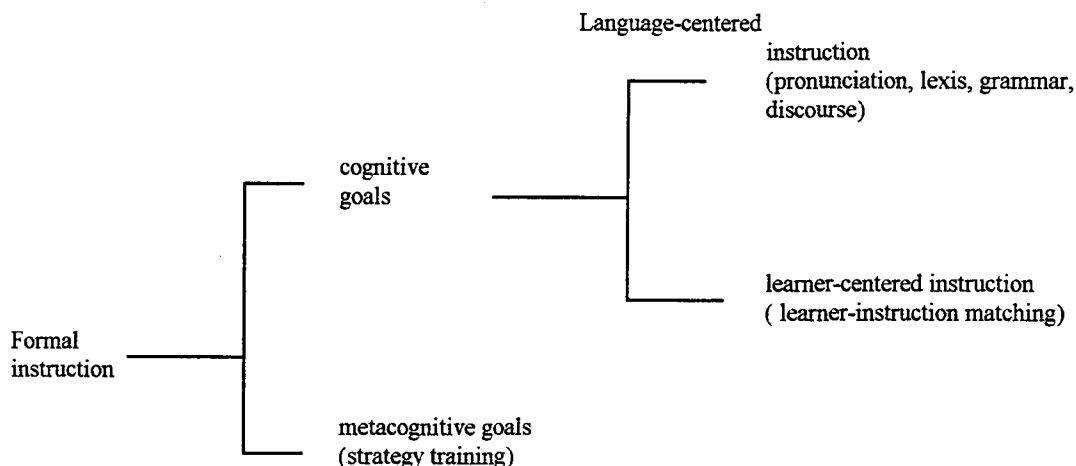 Language-centered
instruction
(pronunciation, lexis, grammar,
discourse)
cognitive
goals
learner-centered instruction
( learner-instruction matching)
Formal
instruction
metacognitive goals
(strategy training)